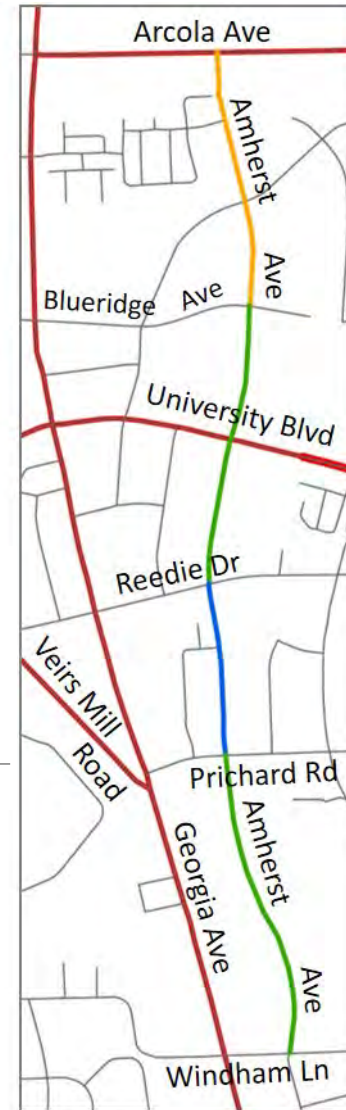 Arcola Ave
Amherst
Ave
Blueridge Ave
University Blvd
Reedie Dr
Veirs Mill
Road
Prichard Rd
Amherst
Georgia Ave
Ave
Windham Ln